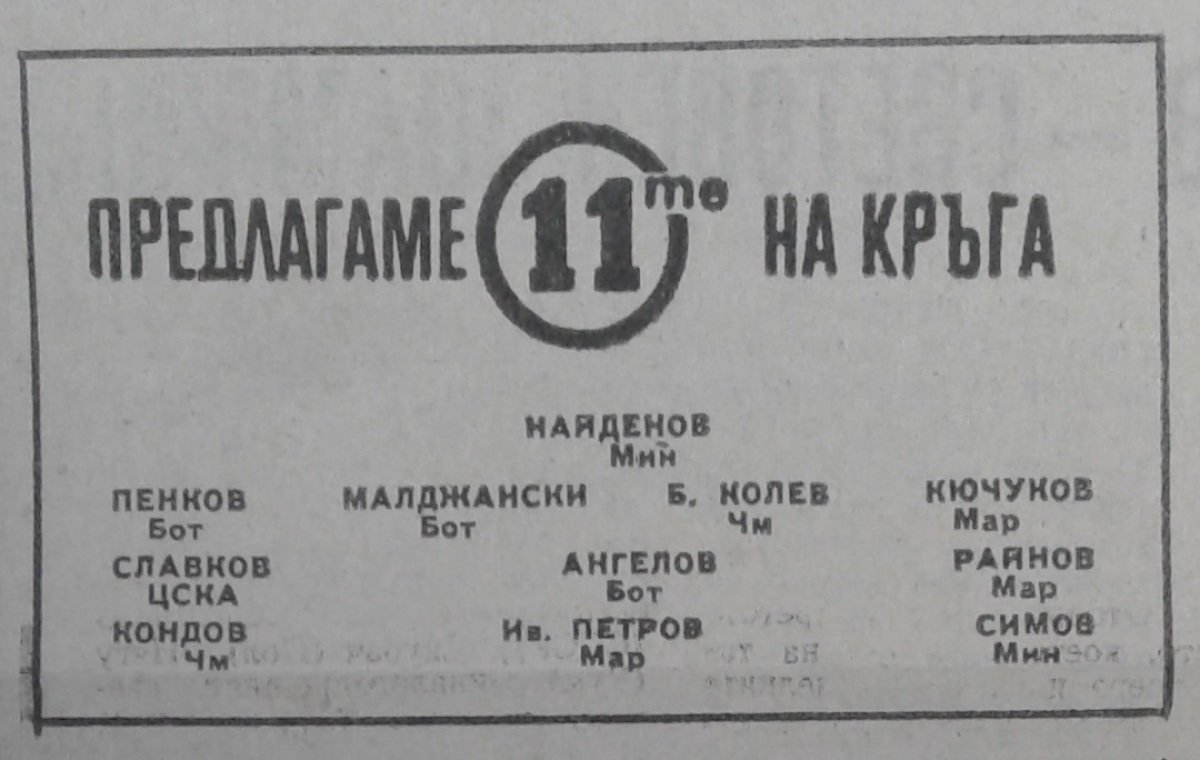 ПРЕДЛАГАМЕ 11те НА КРЪГА
НАЙДЕНОВ
Мин
ПЕНКОВ МАЛДЖАНСКИ Б. КОЛЕВ КЮЧУКОВ
Бот Бот Чм Мар
СЛАВКОВ АНГЕЛОВ РАЙНОВ
ЦСКА Бот Мар
КОНДОВ Ив. ПЕТРОВ СИМОВ
Чм Мар Мин